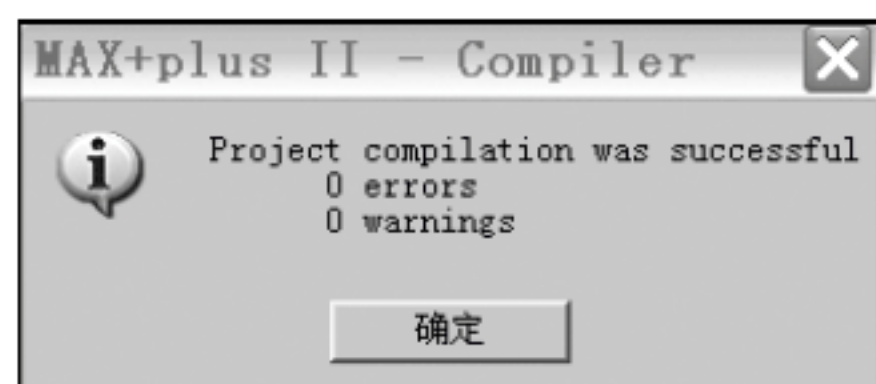 MAX+plus II - Compiler
Project compilation was successful
0 errors
0 warnings
确定